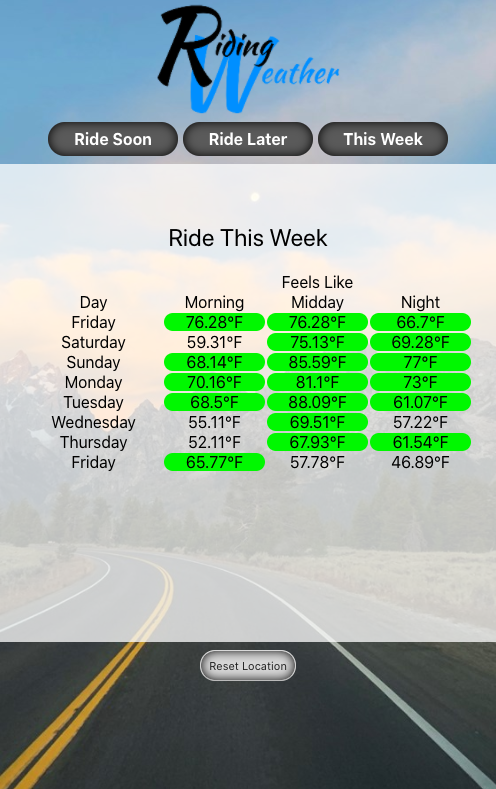 Riding
Weather
Ride Soon Ride Later This Week
Ride This Week
Feels Like
Day Morning Midday Night
Friday 76.28°F 76.28°F 66.7°F
Saturday 59.31°F 75.13°F 69.28°F
Sunday 68.14°F 85.59°F 77°F
Monday 70.16°F 81.1°F 73°F
Tuesday 68.5°F 88.09°F 61.07°F
Wednesday 55.11°F 69.51°F 57.22°F
Thursday 52.11°F 67.93°F 61.54°F
Friday 65.77°F 57.78°F 46.89°F
Reset Location